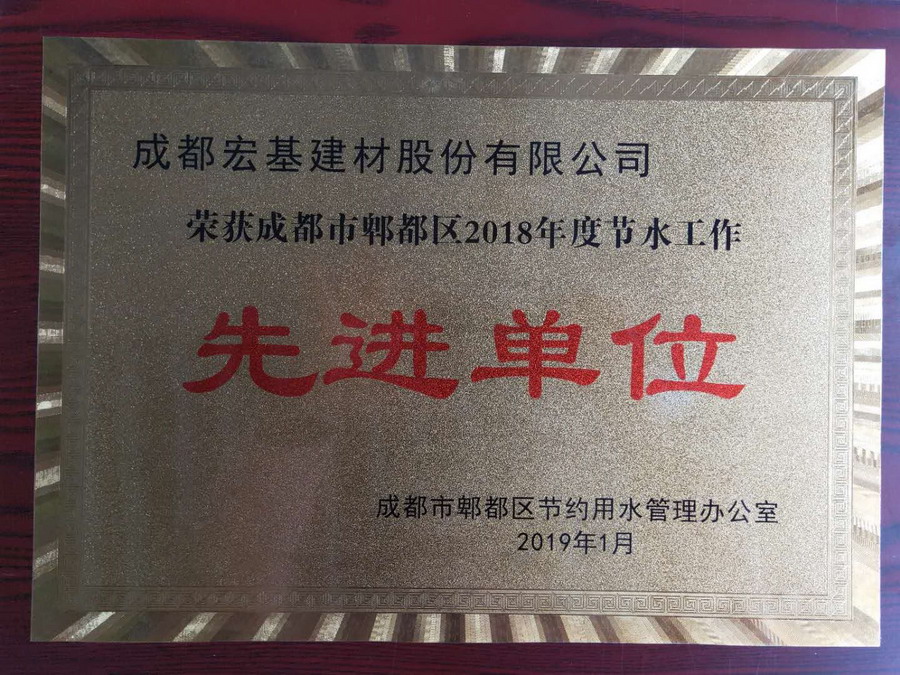 成都宏基建材股份有限公司
荣获成都市郫都区2018年度节水工作
先进单位
成都市郫都区节约用水管理办公室
2019年1月